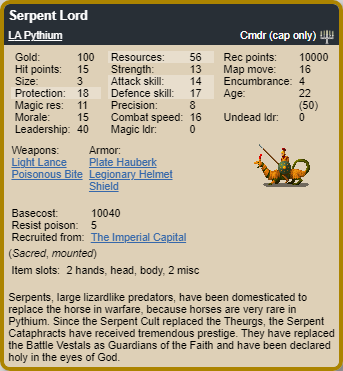 Serpent Lord
LA Pythium Cmdr (cap only)
Gold: 100 Resources: 56 Rec points: 10000
Hit points: 15 Strength: 13 Map move: 16
Size: 3 Attack skill: 14 Encumbrance: 4
Protection: 18 Defence skill: 17 Age: 22
Magic res: 11 Precision: 8 (50)
Morale: 15 Combat speed: 16 Undead ldr: 0
Leadership: 40 Magic ldr: 0
Weapons: Armor:
Light Lance Plate Hauberk
Poisonous Bite Legionary Helmet
Shield
Basecost: 10040
Resist poison: 5
Recruited from: The Imperial Capital
(Sacred, mounted)
Item slots: 2 hands, head, body, 2 misc
Serpents, large lizardlike predators, have been domesticated to
replace the horse in warfare, because horses are very rare in
Pythium. Since the Serpent Cult replaced the Theurgs, the Serpent
Cataphracts have received tremendous prestige. They have replaced
the Battle Vestals as Guardians of the Faith and have been declared
holy in the eyes of God.